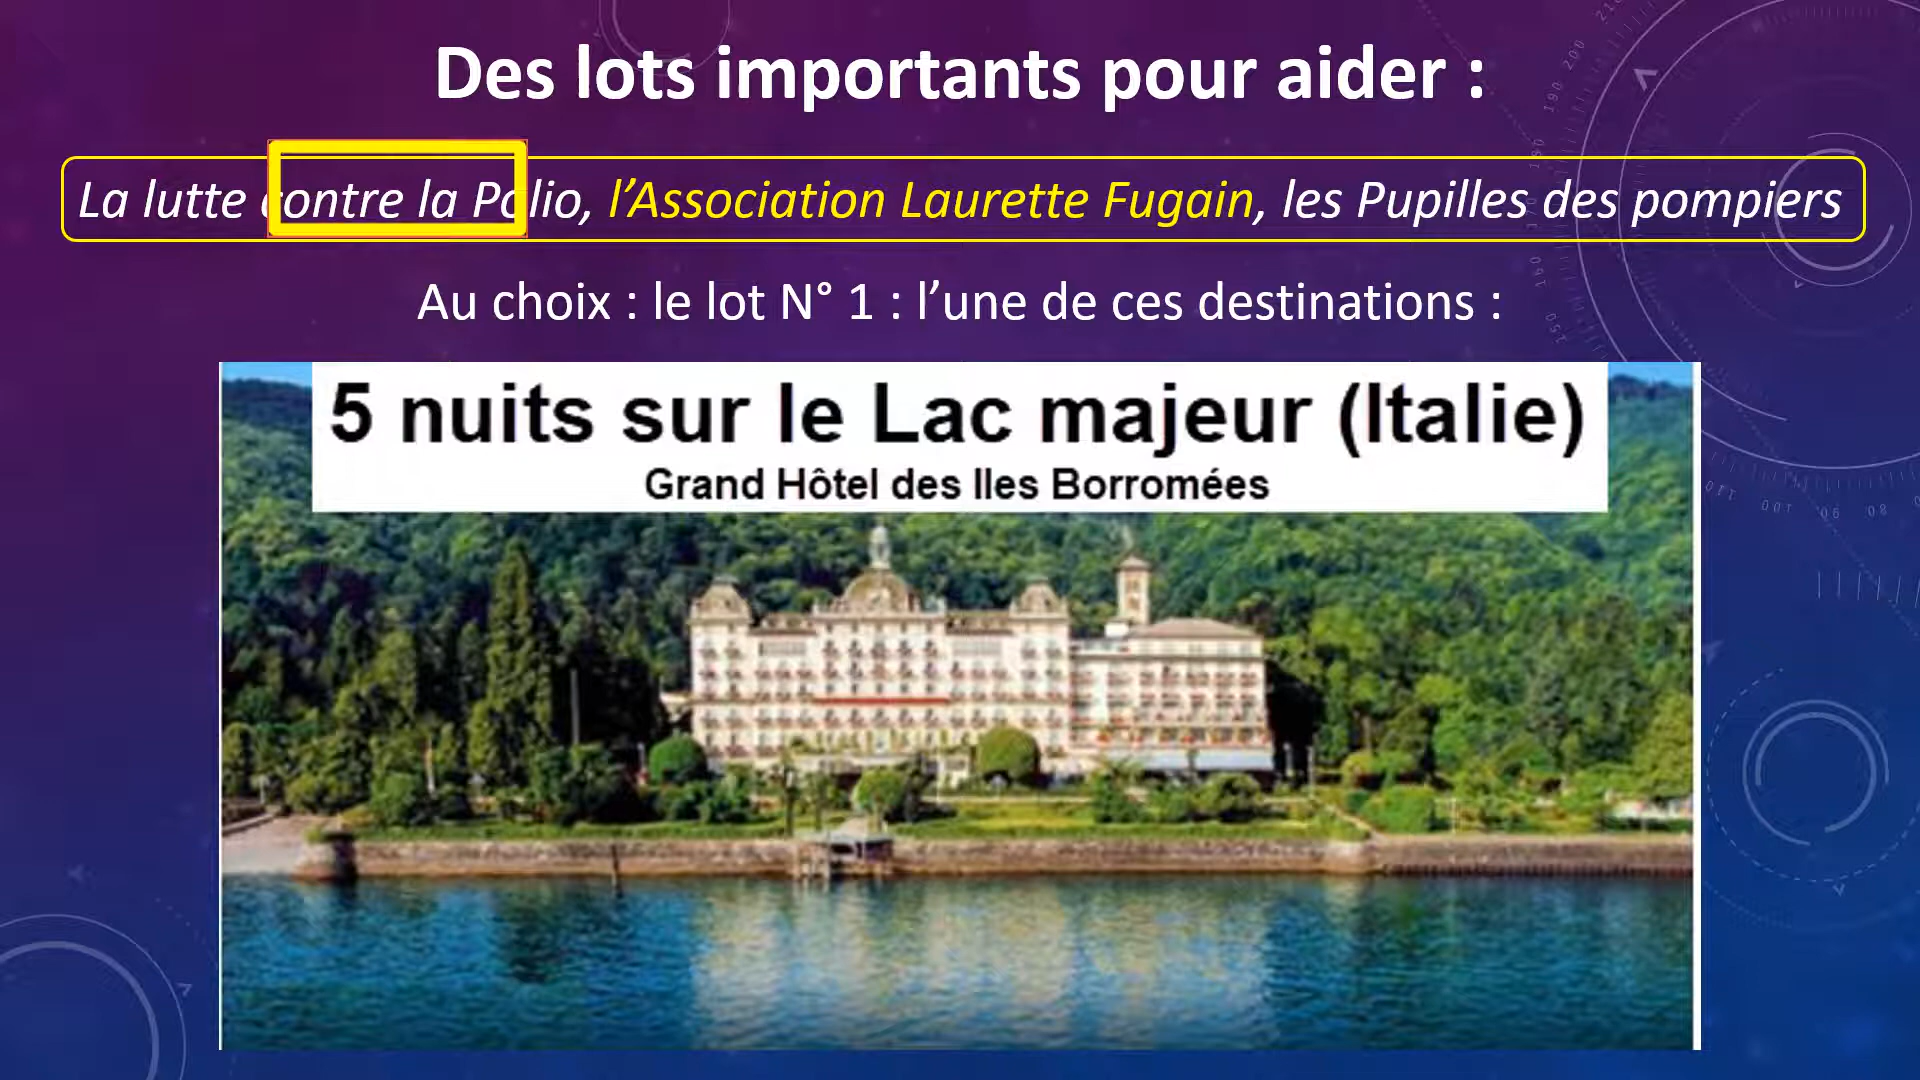 Des lots importants pour aider :
La lutte contre la Polio, l’Association Laurette Fugain, les Pupilles des pompiers
Au choix : le lot N° 1 : l’une de ces destinations :
5 nuits sur le Lac majeur (Italie)
Grand Hôtel des Iles Borromées